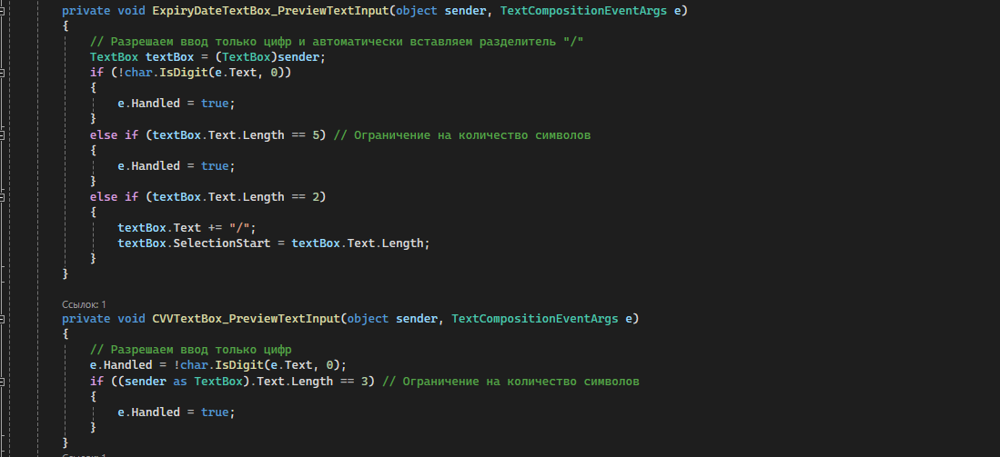 private void ExpiryDateTextBox_PreviewTextInput(object sender, TextCompositionEventArgs e)
{
// Разрешаем ввод только цифр и автоматически вставляем разделитель "/"
TextBox textBox = (TextBox)sender;
if (!char.IsDigit(e.Text, 0))
{
e.Handled = true;
}
else if (textBox.Text.Length == 5) // Ограничение на количество символов
{
e.Handled = true;
}
else if (textBox.Text.Length == 2)
{
textBox.Text += "/";
textBox.SelectionStart = textBox.Text.Length;
}
}
Ссылок: 1
private void CVVTextBox_PreviewTextInput(object sender, TextCompositionEventArgs e)
{
// Разрешаем ввод только цифр
e.Handled = !char.IsDigit(e.Text, 0);
if ((sender as TextBox).Text.Length == 3) // Ограничение на количество символов
{
e.Handled = true;
}
}